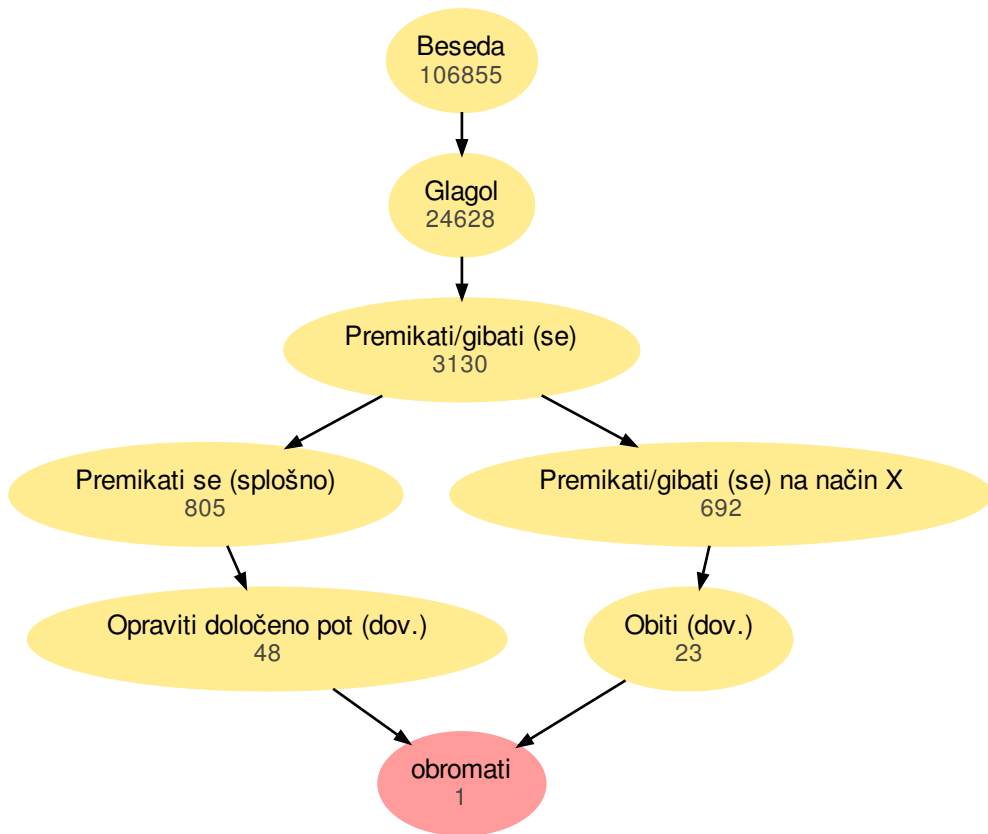 Beseda
106855
Glagol
24628
Premikati/gibati (se)
3130
Premikati se (splošno)
805
Premikati/gibati (se) na način X
692
Opraviti določeno pot (dov.)
48
Obiti (dov.)
23
obromati
1